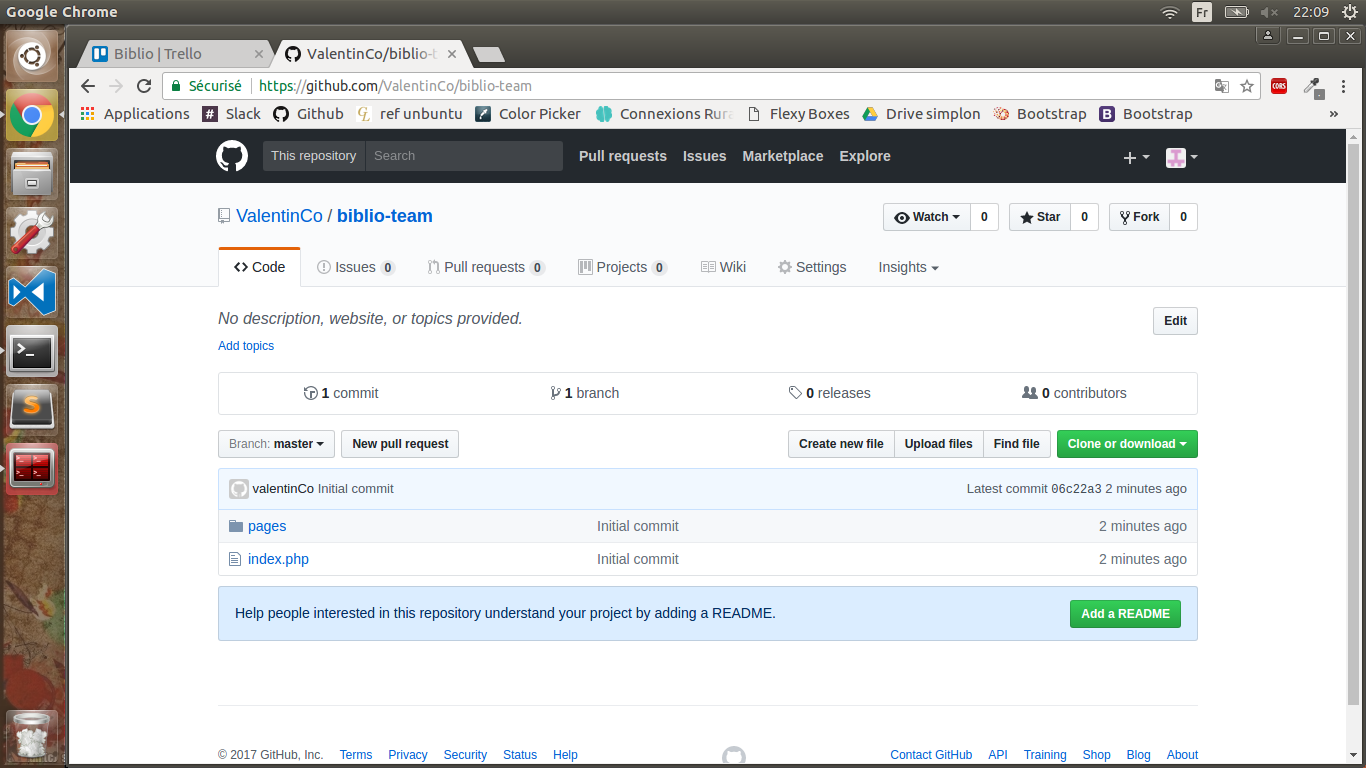 Google Chrome Fr 22:09
Biblio | Trello ValentinCo/biblio-t
Sécurisé https://github.com/ValentinCo/biblio-team CORS
Applications Slack Github ref unbuntu Color Picker Connexions Rura Flexy Boxes Drive simplon Bootstrap B Bootstrap »
This repository Search Pull requests Issues Marketplace Explore
ValentinCo / biblio-team Watch 0 Star 0 Fork 0
Code Issues 0 Pull requests 0 Projects 0 Wiki Settings Insights
No description, website, or topics provided. Edit
Add topics
1 commit 1 branch 0 releases 0 contributors
Branch: master New pull request Create new file Upload files Find file Clone or download
valentinCo Initial commit Latest commit 06c22a3 2 minutes ago
pages Initial commit 2 minutes ago
index.php Initial commit 2 minutes ago
Help people interested in this repository understand your project by adding a README. Add a README
© 2017 GitHub, Inc. Terms Privacy Security Status Help Contact GitHub API Training Shop Blog About